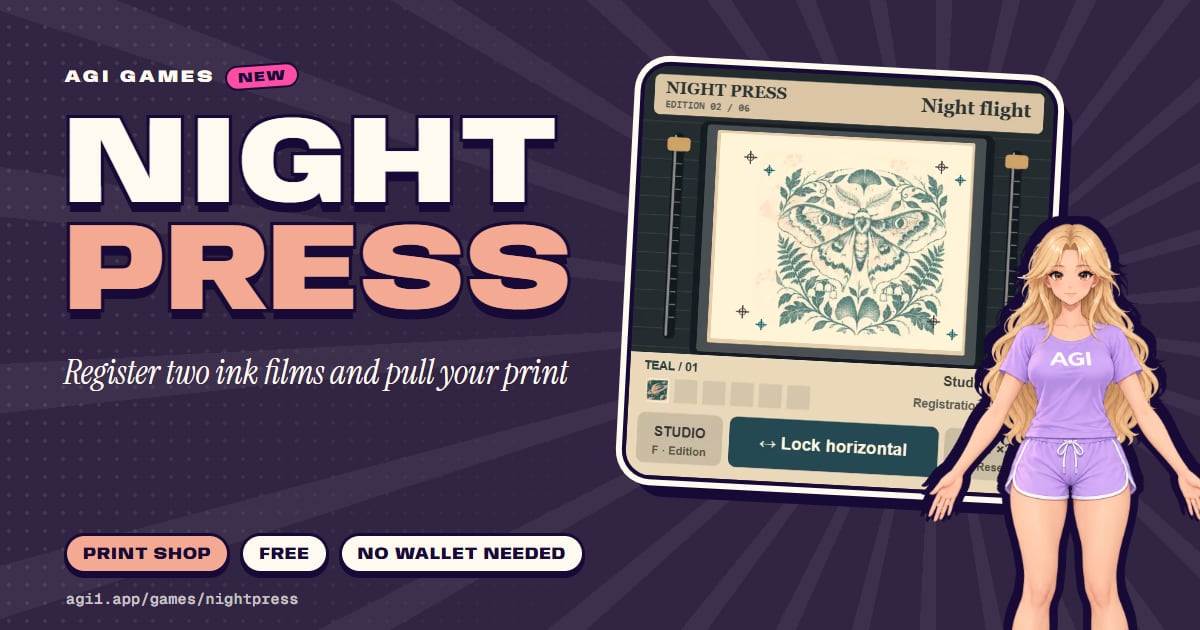 AGI GAMES NEW
NIGHT
PRESS
Register two ink films and pull your print
PRINT SHOP
FREE
NO WALLET NEEDED
agi1.app/games/nightpress
NIGHT PRESS
EDITION 02 / 06
Night flight
TEAL / 01
STUDIO
F · Edition
↔ Lock horizontal
AGI